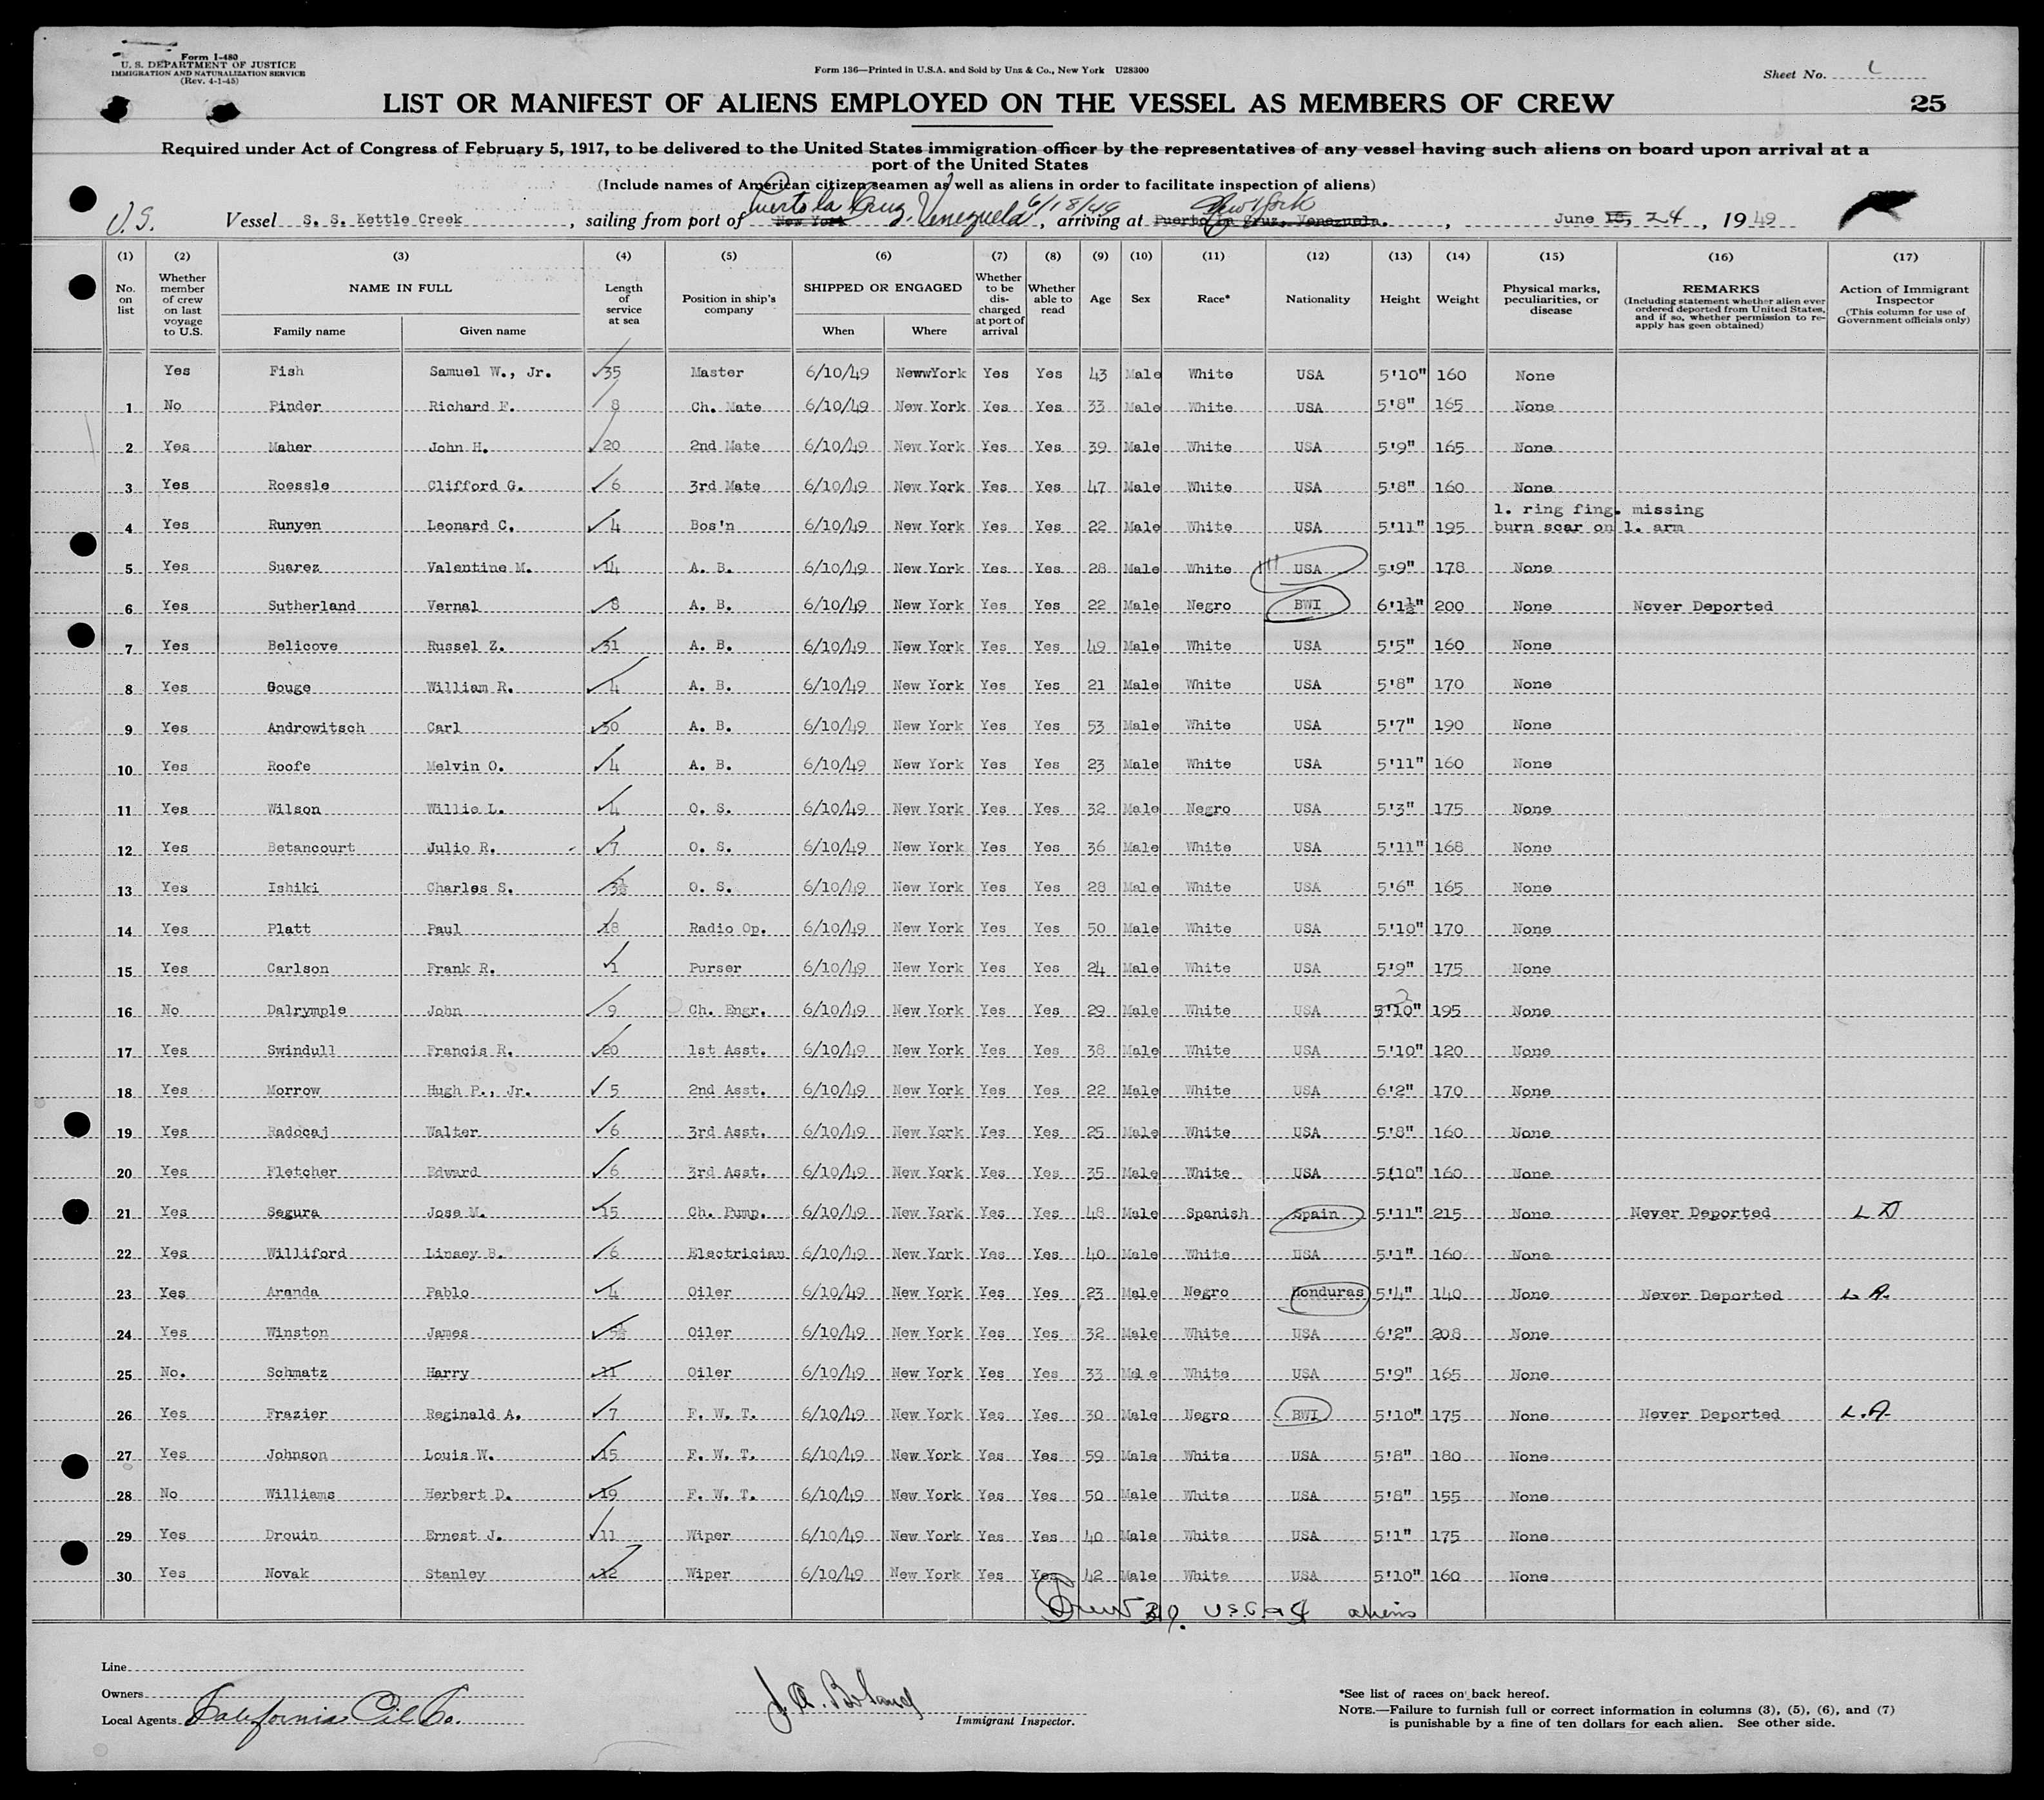 Form I-480
U. S. DEPARTMENT OF JUSTICE
IMMIGRATION AND NATURALIZATION SERVICE
(Rev. 4-1-45)
Form 136—Printed in U.S.A. and Sold by Unz & Co., New York U28300
Sheet No.
LIST OR MANIFEST OF ALIENS EMPLOYED ON THE VESSEL AS MEMBERS OF CREW
25
Required under Act of Congress of February 5, 1917, to be delivered to the United States immigration officer by the representatives of any vessel having such aliens on board upon arrival at a
port of the United States
(Include names of American citizen seamen as well as aliens in order to facilitate inspection of aliens)
U.S. Vessel S. S. Kettle Creek, sailing from port of New York Puerto la Cruz, Venezuela 6/18/49, arriving at Puerto La Cruz, Venezuela. New York, June 18, 24, 1949
(1) (2) (3) (4) (5) (6) (7) (8) (9) (10) (11) (12) (13) (14) (15) (16) (17)
No. on list Whether member of crew on last voyage to U.S. NAME IN FULL Family name Given name Length of service at sea Position in ship's company SHIPPED OR ENGAGED When Where Whether to be discharged at port of arrival Whether able to read Age Sex Race* Nationality Height Weight Physical marks, peculiarities, or disease REMARKS (Including statement whether alien ever ordered deported from United States, and if so, whether permission to re-apply has geen obtained) Action of Immigrant Inspector (This column for use of Government officials only)
Yes Fish Samuel W., Jr. 35 Master 6/10/49 NewwYork Yes Yes 43 Male White USA 5'10" 160 None
1 No Pinder Richard F. 8 Ch. Mate 6/10/49 New York Yes Yes 33 Male White USA 5'8" 165 None
2 Yes Maher John H. 20 2nd Mate 6/10/49 New York Yes Yes 39 Male White USA 5'9" 165 None
3 Yes Roessle Clifford G. 6 3rd Mate 6/10/49 New York Yes Yes 47 Male White USA 5'8" 160 None
4 Yes Runyen Leonard C. 4 Bos'n 6/10/49 New York Yes Yes 22 Male White USA 5'11" 195 l. ring fing. missing
burn scar on l. arm
5 Yes Suarez Valentine M. 14 A. B. 6/10/49 New York Yes Yes 28 Male White USA 5'9" 178 None
6 Yes Sutherland Vernal 8 A. B. 6/10/49 New York Yes Yes 22 Male Negro BWI 6'1½" 200 None Never Deported
7 Yes Belicove Russel Z. 31 A. B. 6/10/49 New York Yes Yes 49 Male White USA 5'5" 160 None
8 Yes Gouge William R. 4 A. B. 6/10/49 New York Yes Yes 21 Male White USA 5'8" 170 None
9 Yes Androwitsch Carl 30 A. B. 6/10/49 New York Yes Yes 53 Male White USA 5'7" 190 None
10 Yes Roofe Melvin O. 4 A. B. 6/10/49 New York Yes Yes 23 Male White USA 5'11" 160 None
11 Yes Wilson Willie L. 4 O. S. 6/10/49 New York Yes Yes 32 Male Negro USA 5'3" 175 None
12 Yes Betancourt Julio R. 7 O. S. 6/10/49 New York Yes Yes 36 Male White USA 5'11" 168 None
13 Yes Ishiki Charles S. 3½ O. S. 6/10/49 New York Yes Yes 28 Male White USA 5'6" 165 None
14 Yes Platt Paul 18 Radio Op. 6/10/49 New York Yes Yes 50 Male White USA 5'10" 170 None
15 Yes Carlson Frank R. 1 Purser 6/10/49 New York Yes Yes 24 Male White USA 5'9" 175 None
16 No Dalrymple John 9 Ch. Engr. 6/10/49 New York Yes Yes 29 Male White USA 5'10" 195 None
17 Yes Swindull Francis R. 20 1st Asst. 6/10/49 New York Yes Yes 38 Male White USA 5'10" 120 None
18 Yes Morrow Hugh P., Jr. 5 2nd Asst. 6/10/49 New York Yes Yes 22 Male White USA 6'2" 170 None
19 Yes Radocaj Walter 6 3rd Asst. 6/10/49 New York Yes Yes 25 Male White USA 5'8" 160 None
20 Yes Fletcher Edward 6 3rd Asst. 6/10/49 New York Yes Yes 35 Male White USA 5(10" 160 None
21 Yes Segura Jose M. 15 Ch. Pump. 6/10/49 New York Yes Yes 48 Male Spanish Spain 5'11" 215 None Never Deported L D
22 Yes Williford Linsey B. 6 Electrician 6/10/49 New York Yes Yes 40 Male White USA 5'1" 160 None
23 Yes Aranda Pablo 4 Oiler 6/10/49 New York Yes Yes 23 Male Negro Honduras 5'4" 140 None Never Deported L. R.
24 Yes Winston James 5½ Oiler 6/10/49 New York Yes Yes 32 Male White USA 6'2" 208 None
25 No. Schmatz Harry 11 Oiler 6/10/49 New York Yes Yes 33 Male White USA 5'9" 165 None
26 Yes Frazier Reginald A. 7 F. W. T. 6/10/49 New York Yes Yes 30 Male Negro BWI 5'10" 175 None Never Deported L.R.
27 Yes Johnson Louis W. 15 F. W. T. 6/10/49 New York Yes Yes 59 Male White USA 5'8" 180 None
28 No Williams Herbert D. 19 F. W. T. 6/10/49 New York Yes Yes 50 Male White USA 5'8" 155 None
29 Yes Drouin Ernest J. 11 Wiper 6/10/49 New York Yes Yes 40 Male White USA 5'1" 175 None
30 Yes Novak Stanley 12 Wiper 6/10/49 New York Yes Yes 42 Male White USA 5'10" 160 None
U.S.C. 4 aliens
Line
Owners
Local Agents California Oil Co.
J. A. Boland
Immigrant Inspector.
*See list of races on back hereof.
NOTE.—Failure to furnish full or correct information in columns (3), (5), (6), and (7)
is punishable by a fine of ten dollars for each alien. See other side.